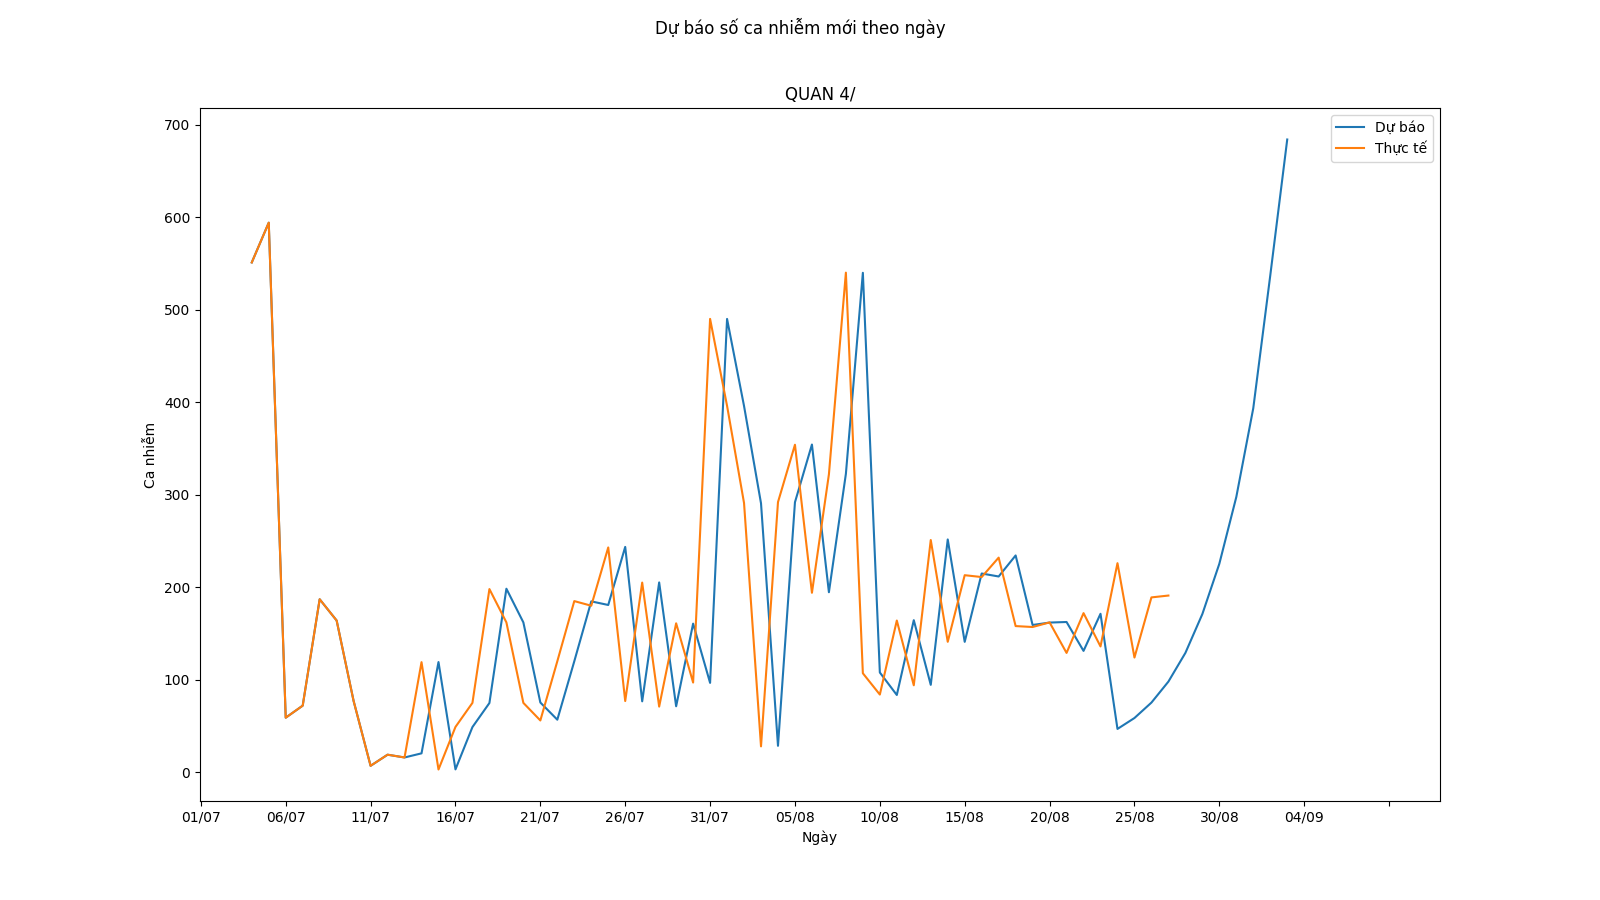 Dự báo số ca nhiễm mới theo ngày
QUAN 4/
Dự báo
Thực tế
700
600
500
400
300
200
100
0
Ca nhiễm
01/07 06/07 11/07 16/07 21/07 26/07 31/07 05/08 10/08 15/08 20/08 25/08 30/08 04/09
Ngày